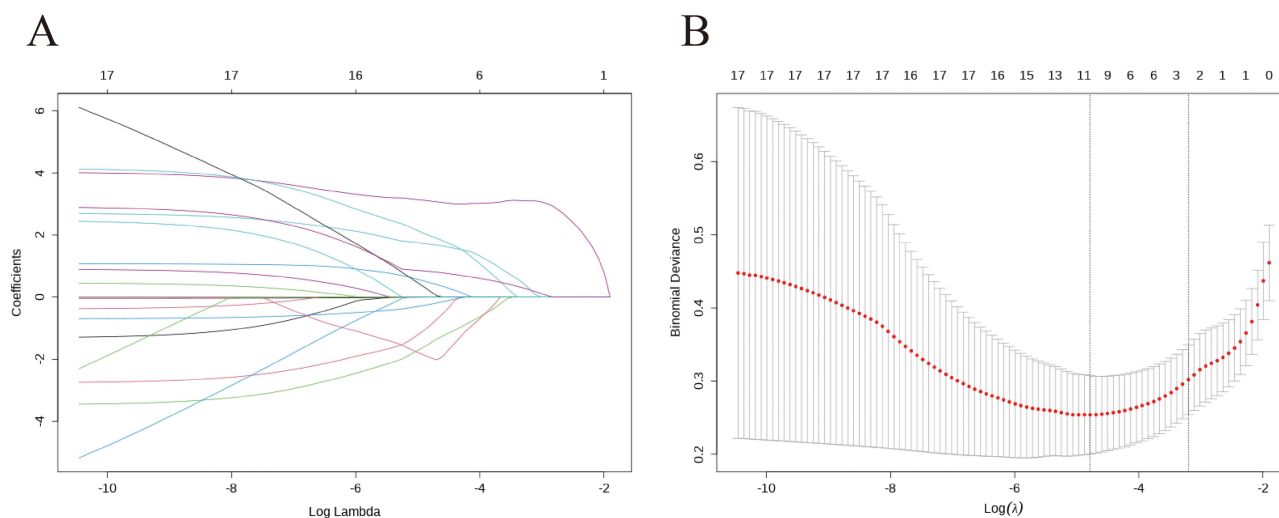 A
B
17 17 16 6 1
17 17 17 17 17 17 16 17 17 16 15 13 11 9 6 6 3 2 1 1 0
6
4
2
0
2
4
Coefficients
-10 -8 -6 -4 -2
Log Lambda
0.6
0.5
0.4
0.3
0.2
Binomial Deviance
-10 -8 -6 -4 -2
Log(λ)